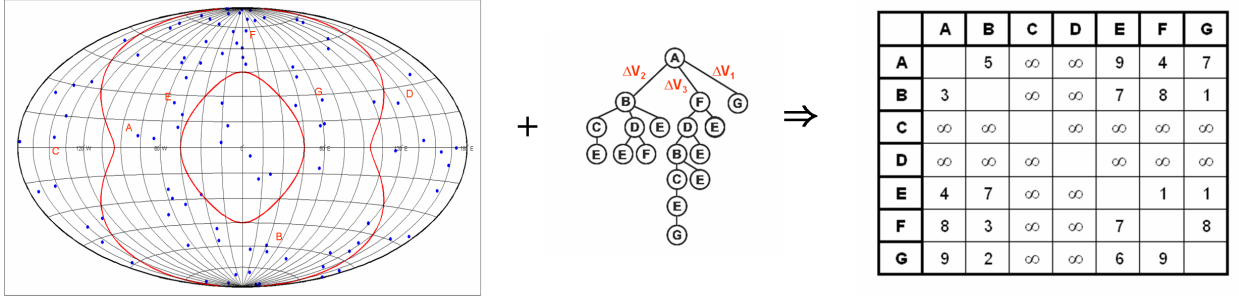 F
E
G
D
A
C
120 W
60 W
0°
60 E
120 E
180 E
B
+
A
ΔV₂
ΔV₃
ΔV₁
B
F
G
C
D
E
D
E
E
E
F
B
E
C
E
E
G
⇒
A B C D E F G
A 5 ∞ ∞ 9 4 7
B 3 ∞ ∞ 7 8 1
C ∞ ∞ ∞ ∞ ∞ ∞
D ∞ ∞ ∞ ∞ ∞ ∞
E 4 7 ∞ ∞ 1 1
F 8 3 ∞ ∞ 7 8
G 9 2 ∞ ∞ 6 9